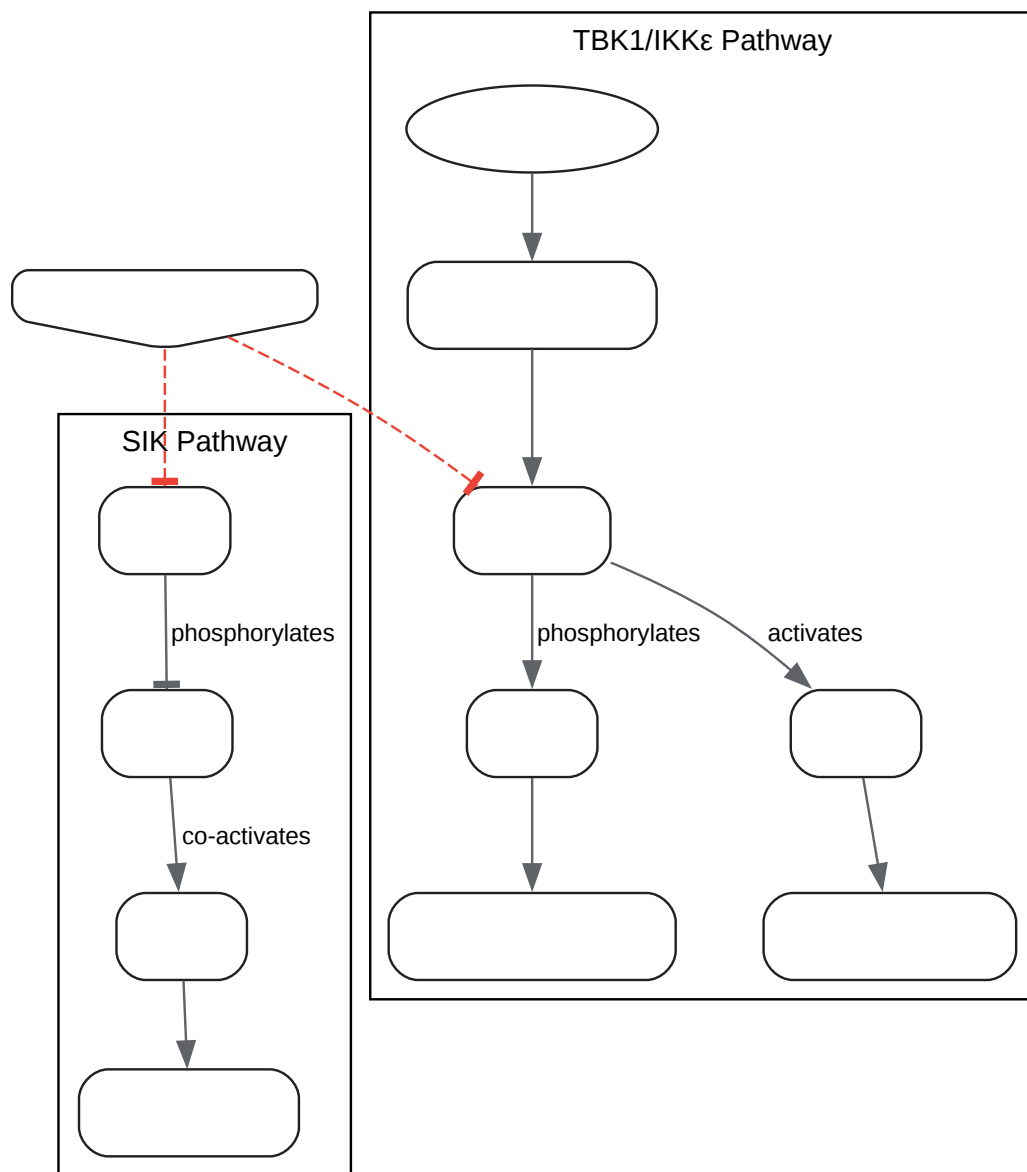 TBK1/IKKε Pathway
SIK Pathway
phosphorylates
phosphorylates
activates
co-activates